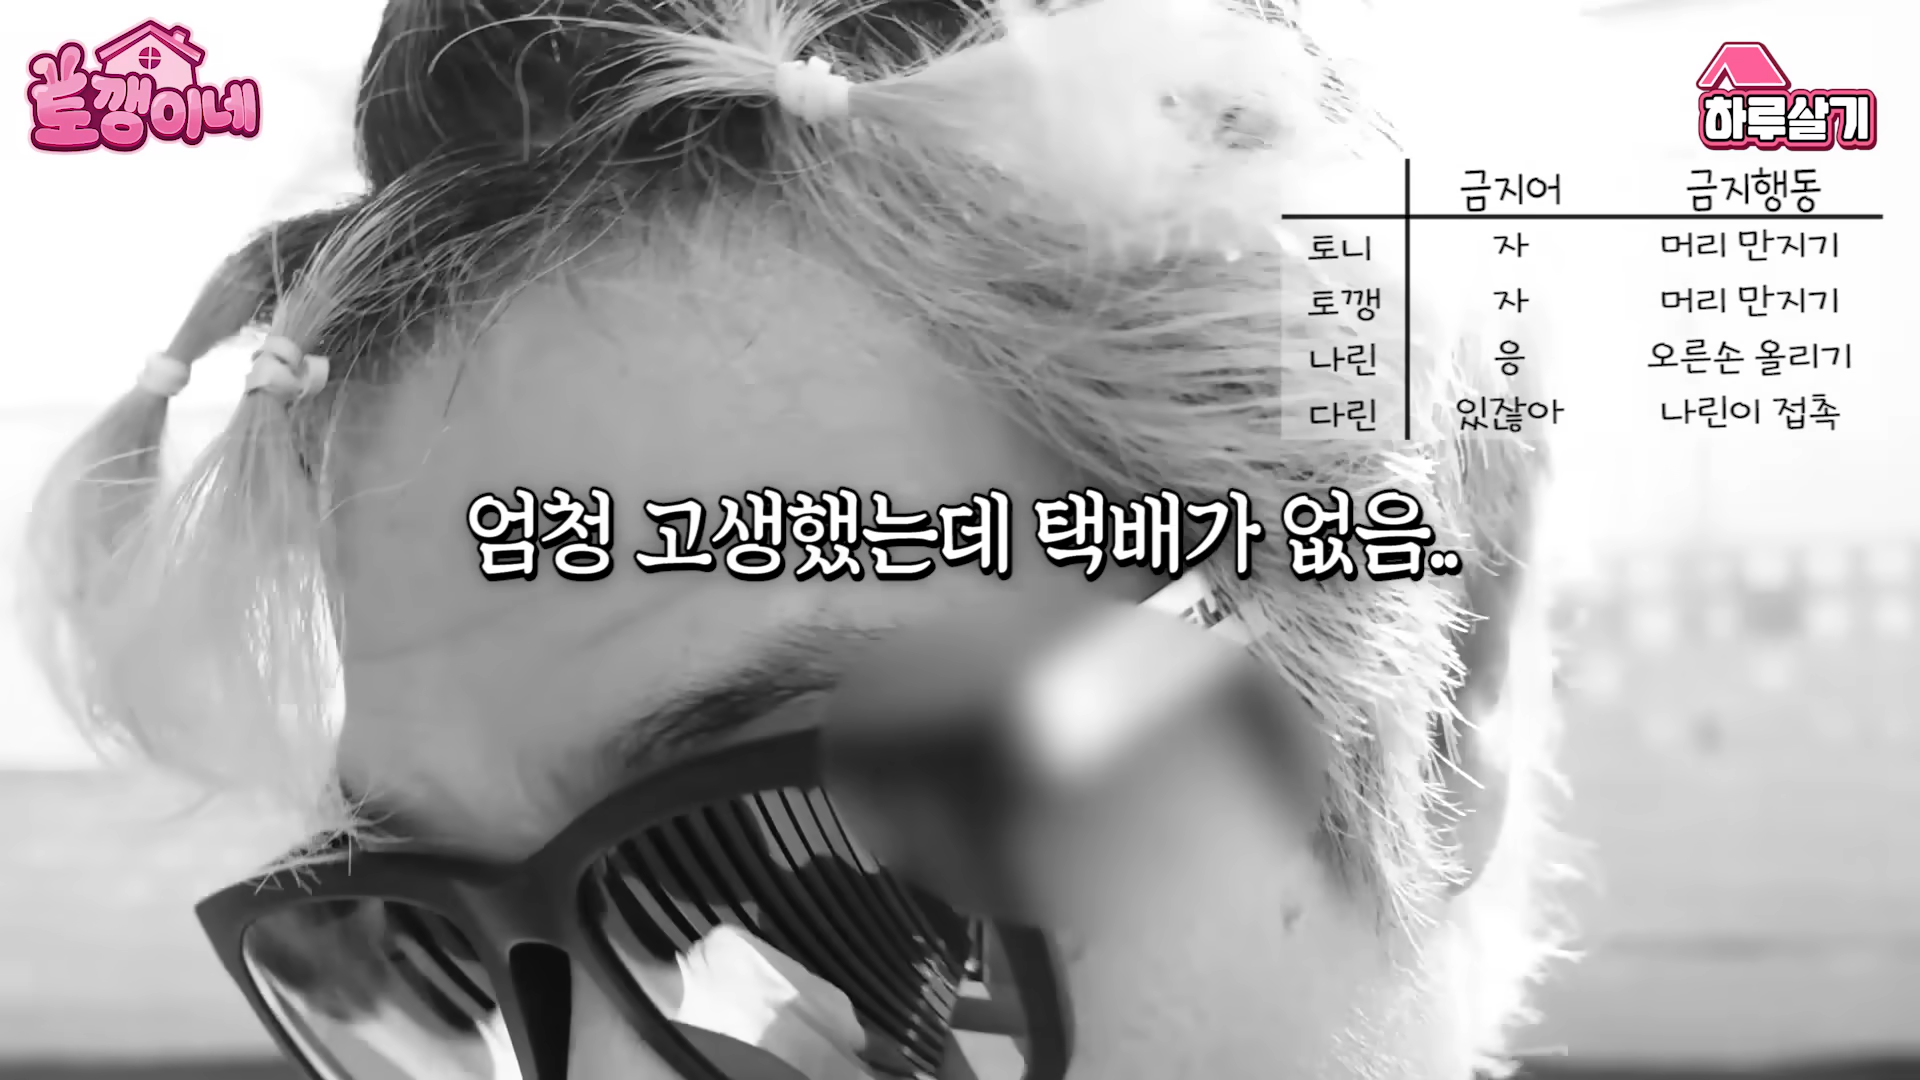 토깽이네
하루살기
금지어 금지행동
토니 자 머리 만지기
토깽 자 머리 만지기
나린 응 오른손 올리기
다린 있잖아 나린이 접촉
엄청 고생했는데 택배가 없음..